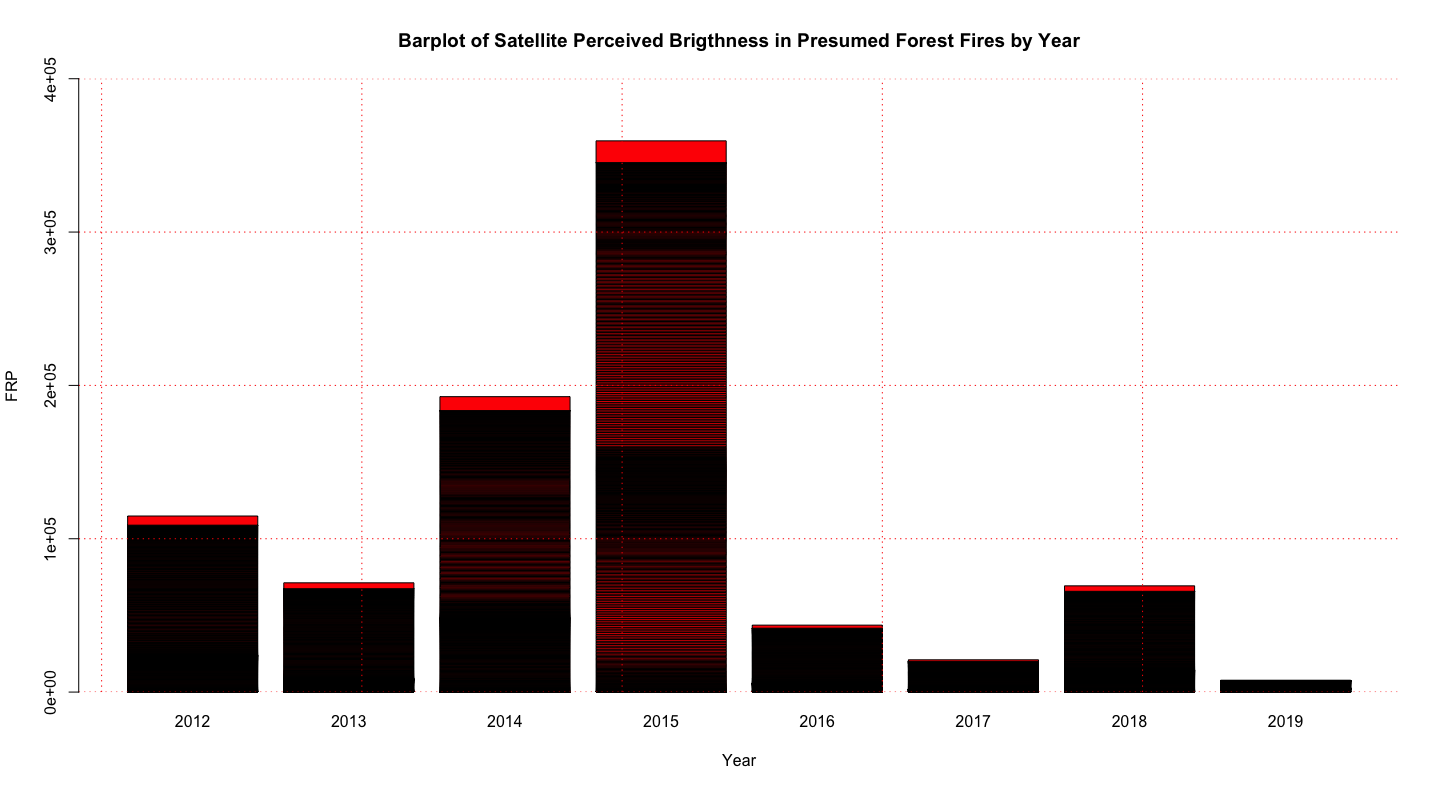 Barplot of Satellite Perceived Brigthness in Presumed Forest Fires by Year
4e+05
3e+05
2e+05
1e+05
0e+00
FRP
2012 2013 2014 2015 2016 2017 2018 2019
Year